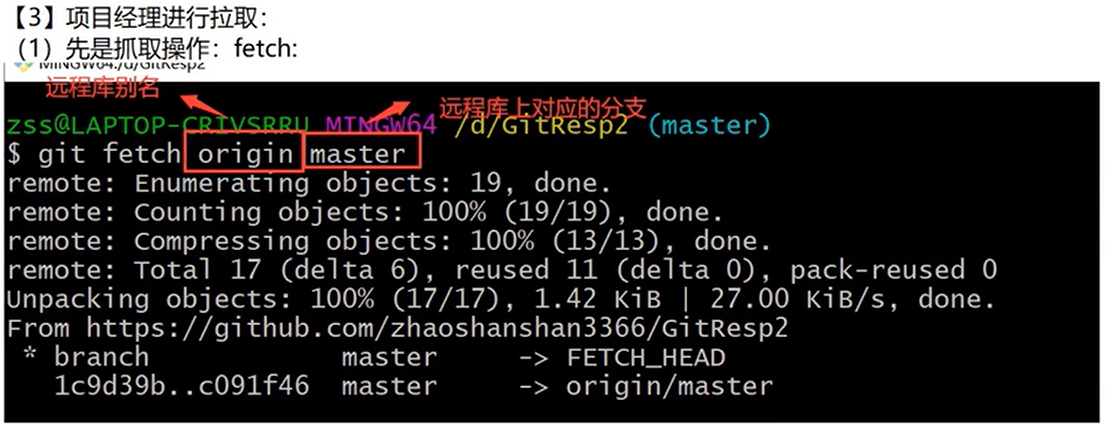 【3】项目经理进行拉取：
（1）先是抓取操作：fetch:
MINGW64:/d/GitResp2
远程库别名
远程库上对应的分支
zss@LAPTOP-CRIVSRRU MINGW64 /d/GitResp2 (master)
$ git fetch origin master
remote: Enumerating objects: 19, done.
remote: Counting objects: 100% (19/19), done.
remote: Compressing objects: 100% (13/13), done.
remote: Total 17 (delta 6), reused 11 (delta 0), pack-reused 0
Unpacking objects: 100% (17/17), 1.42 KiB | 27.00 KiB/s, done.
From https://github.com/zhaoshanshan3366/GitResp2
 * branch            master     -> FETCH_HEAD
   1c9d39b..c091f46  master     -> origin/master